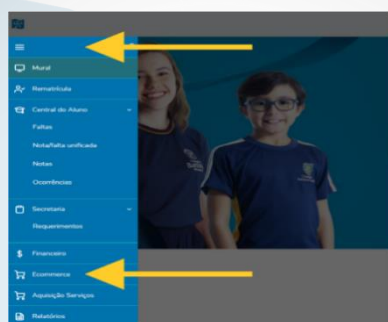 Mural
Rematrícula
Central do Aluno
Faltas
Nota/falta unificada
Notas
Ocorrências
Secretaria
Requerimentos
Financeiro
Ecommerce
Aquisição Serviços
Relatórios